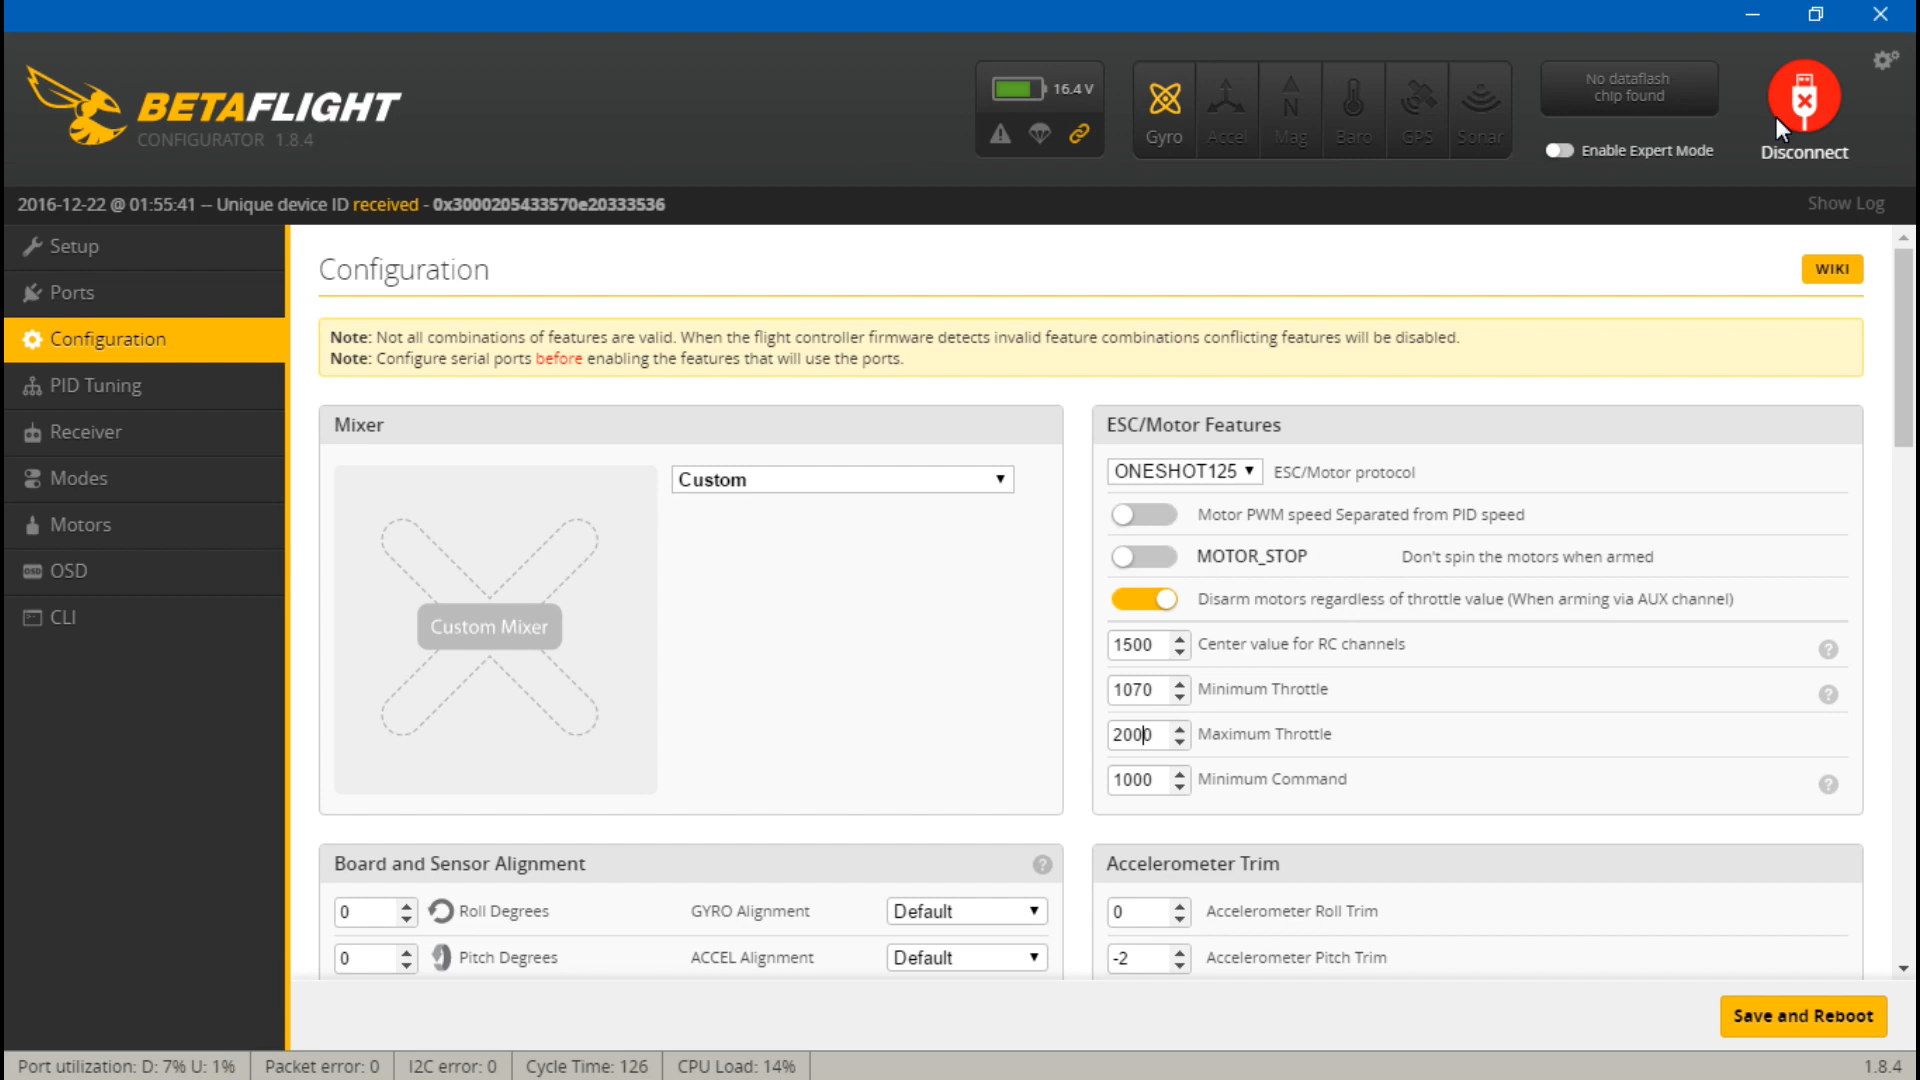 BETAFLIGHT
CONFIGURATOR 1.8.4
16.4 V
Gyro
Accel
Mag
Baro
GPS
Sonar
No dataflash
chip found
Enable Expert Mode
Disconnect
2016-12-22 @ 01:55:41 -- Unique device ID received - 0x3000205433570e20333536
Show Log
Setup
Ports
Configuration
PID Tuning
Receiver
Modes
Motors
OSD OSD
CLI
Configuration
WIKI
Note: Not all combinations of features are valid. When the flight controller firmware detects invalid feature combinations conflicting features will be disabled.
Note: Configure serial ports before enabling the features that will use the ports.
Mixer
Custom
Custom Mixer
ESC/Motor Features
ONESHOT125 ESC/Motor protocol
Motor PWM speed Separated from PID speed
MOTOR_STOP Don't spin the motors when armed
Disarm motors regardless of throttle value (When arming via AUX channel)
1500 Center value for RC channels ?
1070 Minimum Throttle ?
2000 Maximum Throttle
1000 Minimum Command ?
Board and Sensor Alignment ?
0 Roll Degrees GYRO Alignment Default
0 Pitch Degrees ACCEL Alignment Default
Accelerometer Trim
0 Accelerometer Roll Trim
-2 Accelerometer Pitch Trim
Save and Reboot
Port utilization: D: 7% U: 1% Packet error: 0 I2C error: 0 Cycle Time: 126 CPU Load: 14% 1.8.4